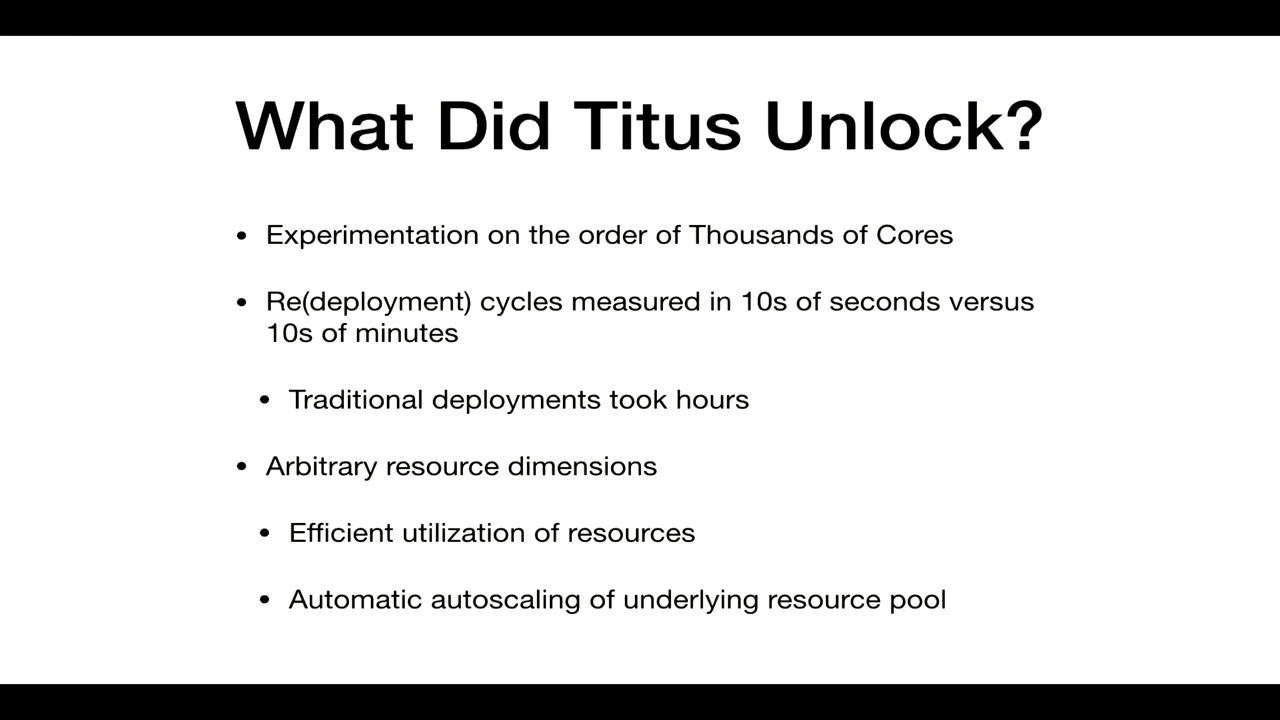 What Did Titus Unlock?
• Experimentation on the order of Thousands of Cores
• Re(deployment) cycles measured in 10s of seconds versus
10s of minutes
• Traditional deployments took hours
• Arbitrary resource dimensions
• Efficient utilization of resources
• Automatic autoscaling of underlying resource pool